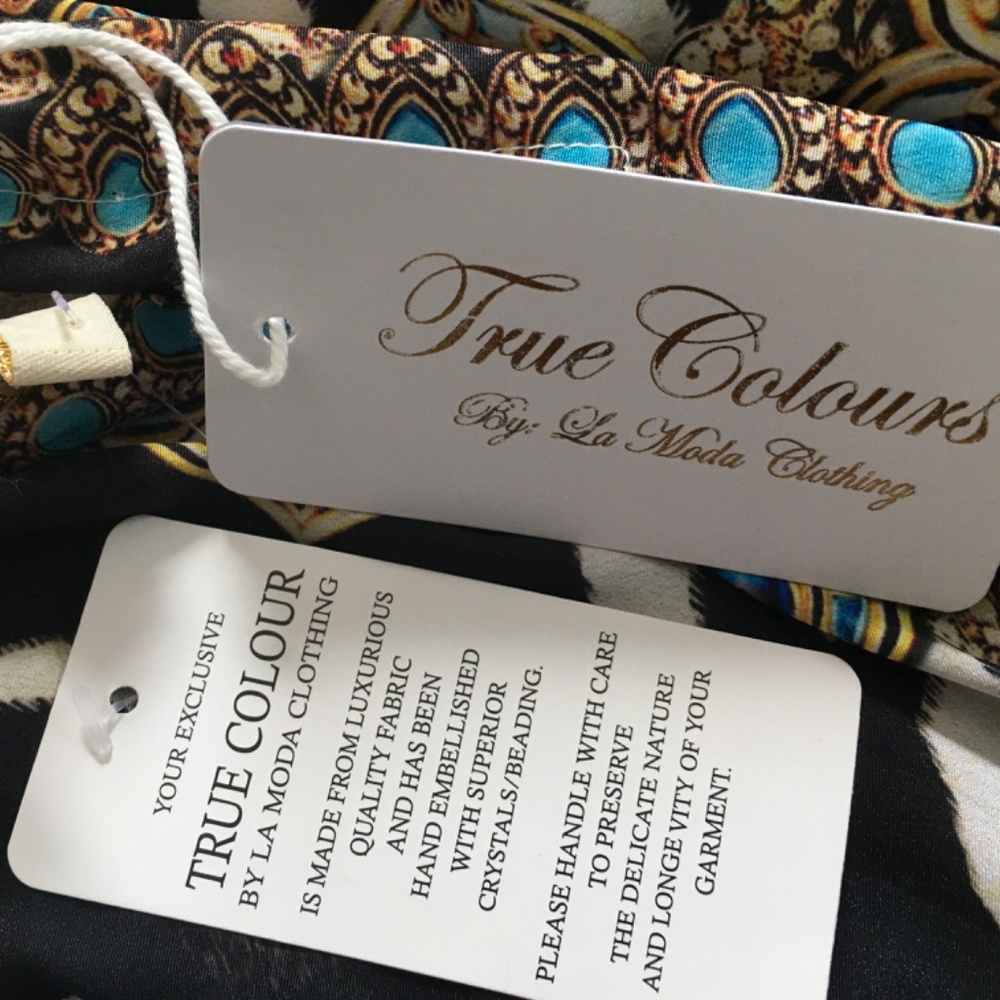 True Colours
By: La Moda Clothing
YOUR EXCLUSIVE
TRUE COLOUR
BY LA MODA CLOTHING
IS MADE FROM LUXURIOUS
QUALITY FABRIC
AND HAS BEEN
HAND EMBELLISHED
WITH SUPERIOR
CRYSTALS/BEADING.
PLEASE HANDLE WITH CARE
TO PRESERVE
THE DELICATE NATURE
AND LONGE VITY OF YOUR
GARMENT.